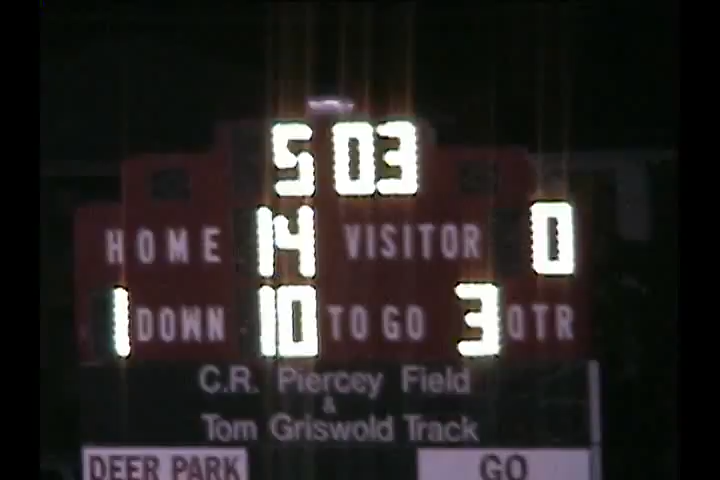 5 03
HOME 14 VISITOR 0
1 DOWN 10 TO GO 3 QTR
C.R. Piercey Field
&
Tom Griswold Track
DEER PARK GO